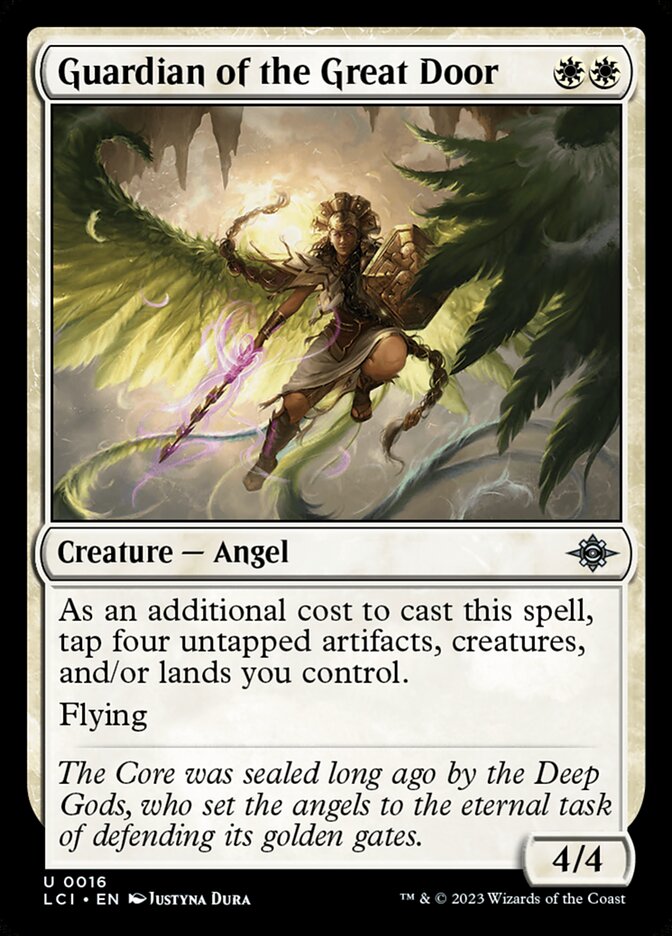 Guardian of the Great Door
Creature — Angel
As an additional cost to cast this spell,
tap four untapped artifacts, creatures,
and/or lands you control.
Flying
The Core was sealed long ago by the Deep
Gods, who set the angels to the eternal task
of defending its golden gates.
4/4
U 0016
LCI • EN Justyna Dura
™ & © 2023 Wizards of the Coast